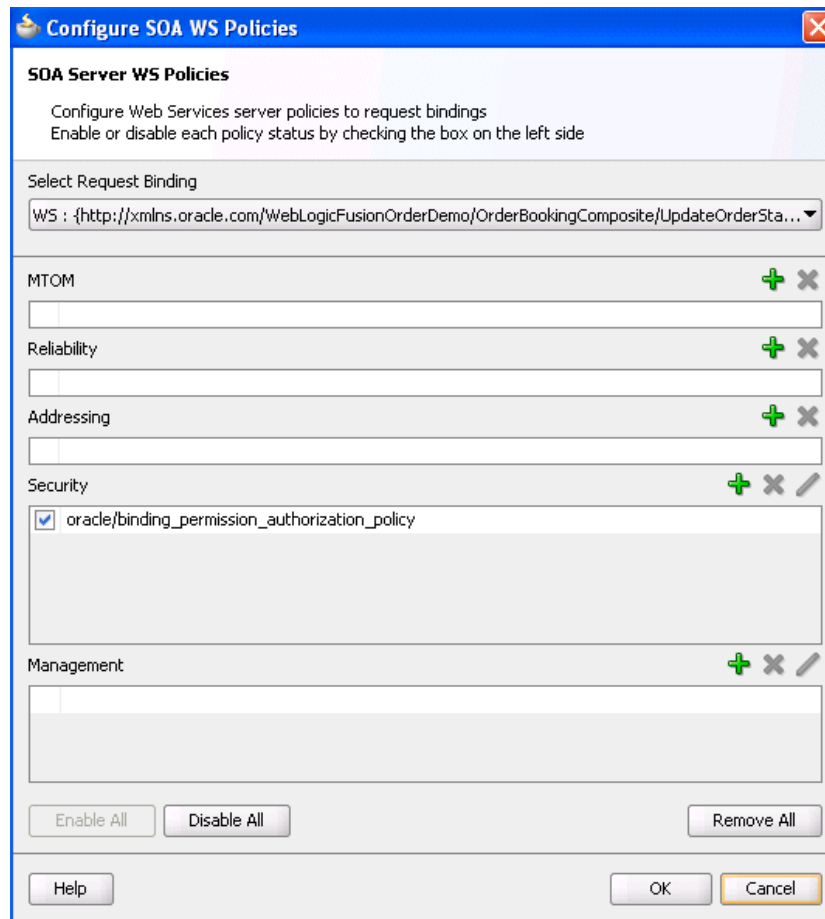 Configure SOA WS Policies
SOA Server WS Policies
Configure Web Services server policies to request bindings
Enable or disable each policy status by checking the box on the left side
Select Request Binding
WS : {http://xmlns.oracle.com/WebLogicFusionOrderDemo/OrderBookingComposite/UpdateOrderSta...
MTOM
Reliability
Addressing
Security
oracle/binding_permission_authorization_policy
Management
Enable All
Disable All
Remove All
Help
OK
Cancel